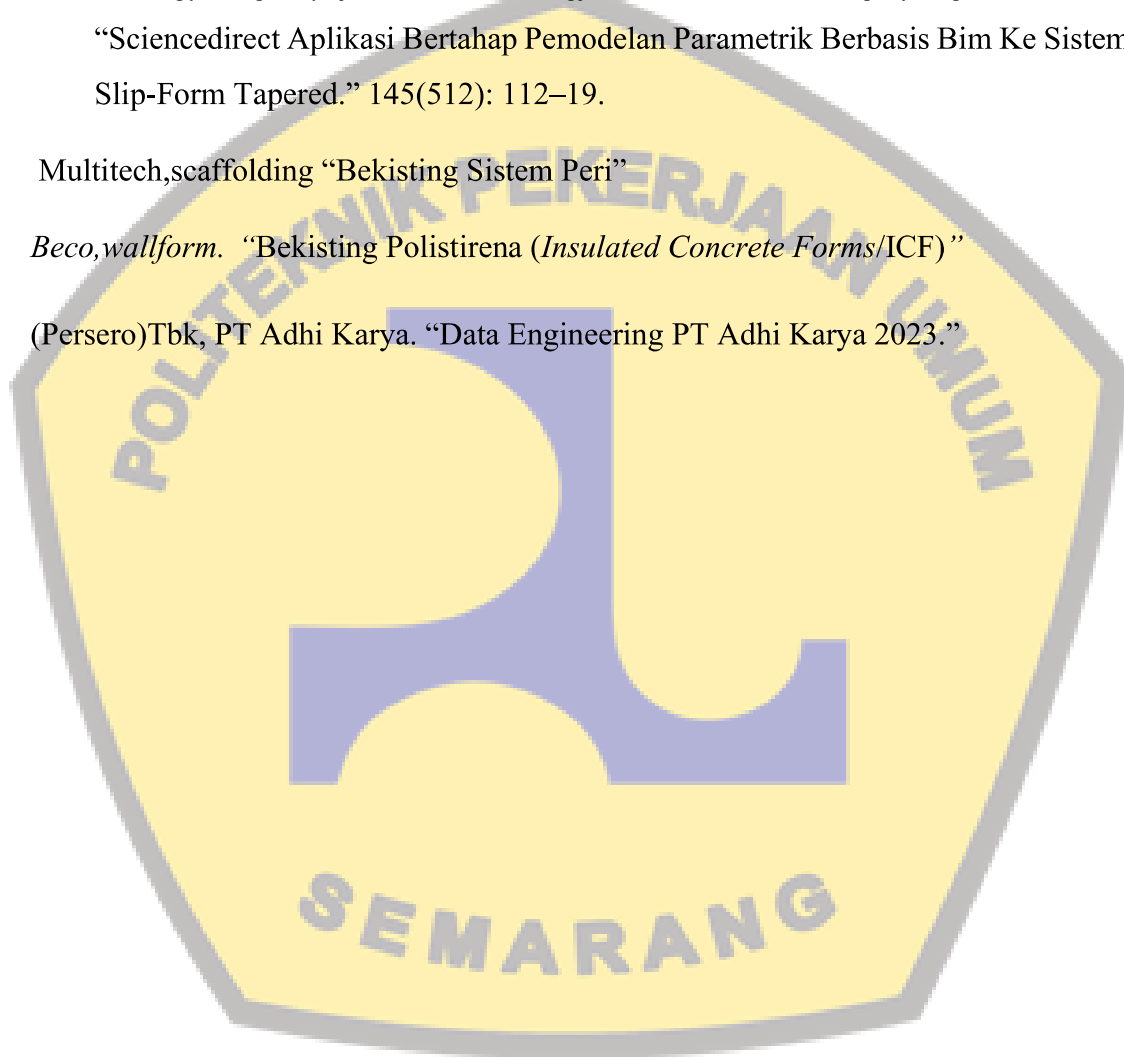 “Sciencedirect Aplikasi Bertahap Pemodelan Parametrik Berbasis Bim Ke Sistem
Slip-Form Tapered.” 145(512): 112–19.
Multitech,scaffolding “Bekisting Sistem Peri”
Beco,wallform. “Bekisting Polistirena (Insulated Concrete Forms/ICF)”
(Persero)Tbk, PT Adhi Karya. “Data Engineering PT Adhi Karya 2023.”
POLITEKNIK PEKERJAAN UMUM
SEMARANG